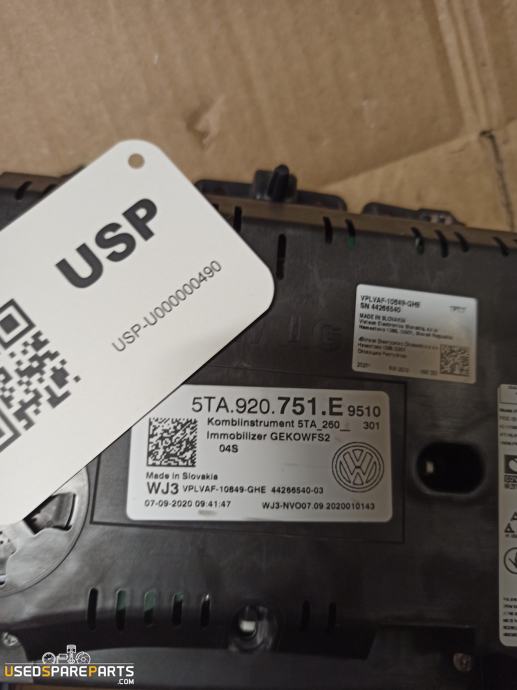 USP
USP-U000000490
VPLVAF-10849-GHE
SN 44266540
MADE IN SLOVAKIA
5TA.920.751.E 9510
Kombiinstrument 5TA_260__ 301
Immobilizer GEKOWFS2
04S
Made in Slovakia
WJ3 VPLVAF-10849-GHE 44266540-03
07-09-2020 09:41:47 WJ3-NVO07.09.2020010143
USEDSPAREPARTS
.COM